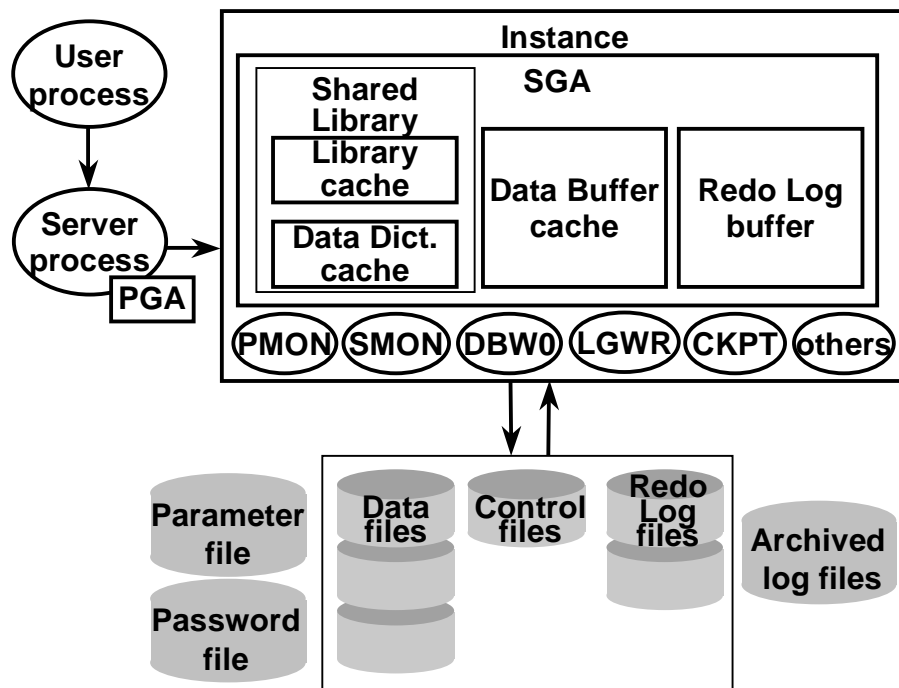 Instance
User
process
SGA
Shared
Library
Library
cache
Data Buffer
cache
Redo Log
buffer
Server
process
Data Dict.
cache
PGA
PMON
SMON
DBW0
LGWR
CKPT
others
Parameter
file
Data
files
Control
files
Redo
Log
files
Archived
log files
Password
file